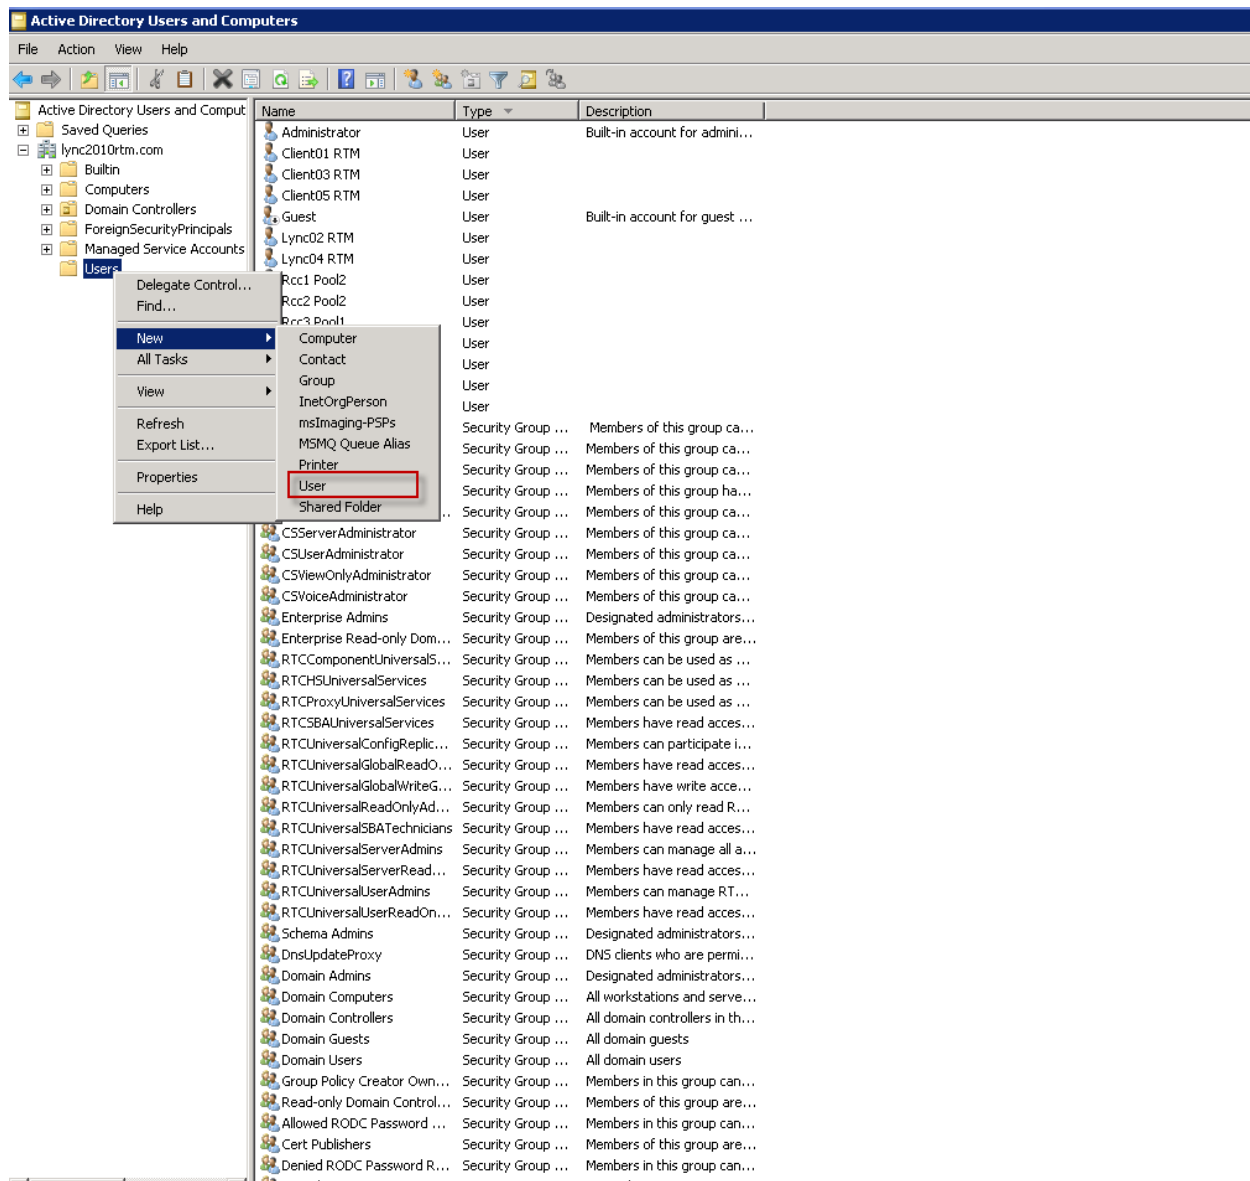 Active Directory Users and Computers
File Action View Help
Active Directory Users and Comput
Saved Queries
lync2010rtm.com
Builtin
Computers
Domain Controllers
ForeignSecurityPrincipals
Managed Service Accounts
Users
Delegate Control...
Find...
New
All Tasks
View
Refresh
Export List...
Properties
Help
Computer
Contact
Group
InetOrgPerson
msImaging-PSPs
MSMQ Queue Alias
Printer
User
Shared Folder
Name Type Description
Administrator User Built-in account for admini...
Client01 RTM User
Client03 RTM User
Client05 RTM User
Guest User Built-in account for guest ...
Lync02 RTM User
Lync04 RTM User
Rcc1 Pool2 User
Rcc2 Pool2 User
Rcc3 Pool1 User
User
User
User
User
Security Group ... Members of this group ca...
Security Group ... Members of this group ca...
Security Group ... Members of this group ca...
Security Group ... Members of this group ha...
Security Group ... Members of this group ca...
CSServerAdministrator Security Group ... Members of this group ca...
CSUserAdministrator Security Group ... Members of this group ca...
CSViewOnlyAdministrator Security Group ... Members of this group ca...
CSVoiceAdministrator Security Group ... Members of this group ca...
Enterprise Admins Security Group ... Designated administrators...
Enterprise Read-only Dom... Security Group ... Members of this group are...
RTCComponentUniversalS... Security Group ... Members can be used as ...
RTCHSUniversalServices Security Group ... Members can be used as ...
RTCProxyUniversalServices Security Group ... Members can be used as ...
RTCSBAUniversalServices Security Group ... Members have read acces...
RTCUniversalConfigReplic... Security Group ... Members can participate i...
RTCUniversalGlobalReadO... Security Group ... Members have read acces...
RTCUniversalGlobalWriteG... Security Group ... Members have write acce...
RTCUniversalReadOnlyAd... Security Group ... Members can only read R...
RTCUniversalSBATechnicians Security Group ... Members have read acces...
RTCUniversalServerAdmins Security Group ... Members can manage all a...
RTCUniversalServerRead... Security Group ... Members have read acces...
RTCUniversalUserAdmins Security Group ... Members can manage RT...
RTCUniversalUserReadOn... Security Group ... Members have read acces...
Schema Admins Security Group ... Designated administrators...
DnsUpdateProxy Security Group ... DNS clients who are permi...
Domain Admins Security Group ... Designated administrators...
Domain Computers Security Group ... All workstations and serve...
Domain Controllers Security Group ... All domain controllers in th...
Domain Guests Security Group ... All domain guests
Domain Users Security Group ... All domain users
Group Policy Creator Own... Security Group ... Members in this group can...
Read-only Domain Control... Security Group ... Members of this group are...
Allowed RODC Password ... Security Group ... Members in this group can...
Cert Publishers Security Group ... Members of this group are...
Denied RODC Password R... Security Group ... Members in this group can...